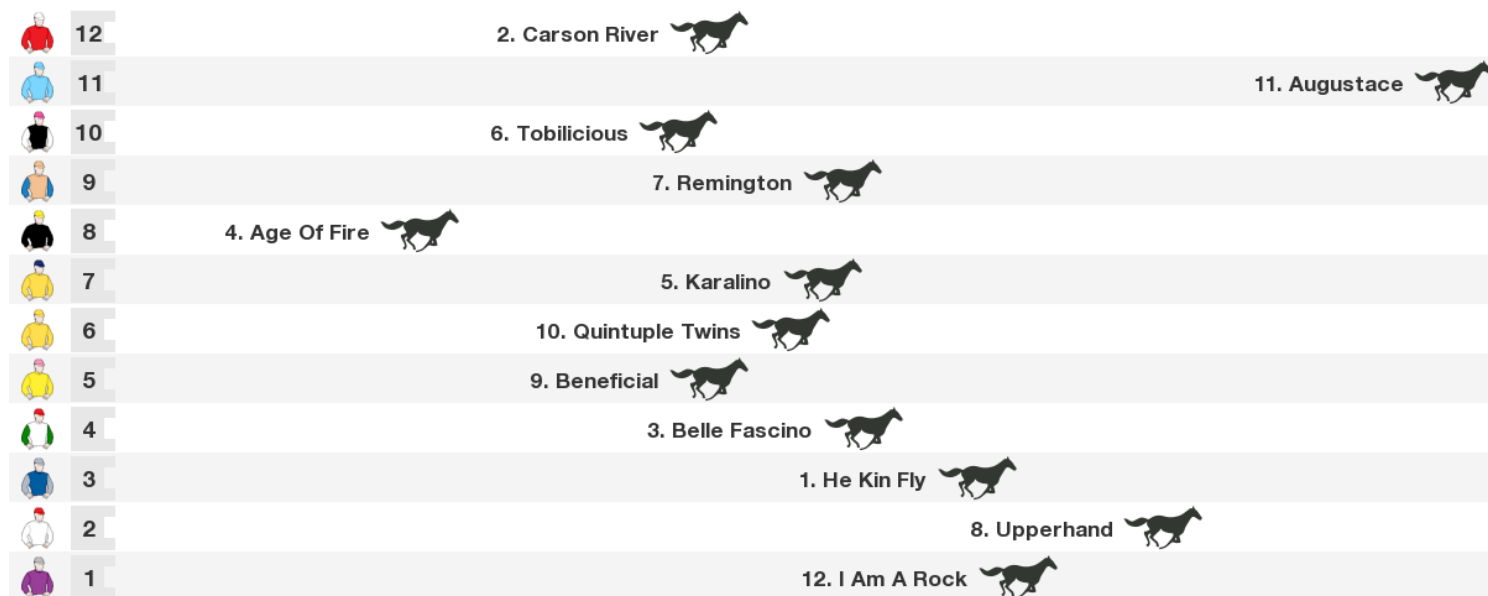 12 2. Carson River
11 11. Augustace
10 6. Tobilicious
9 7. Remington
8 4. Age Of Fire
7 5. Karalino
6 10. Quintuple Twins
5 9. Beneficial
4 3. Belle Fascino
3 1. He Kin Fly
2 8. Upperhand
1 12. I Am A Rock